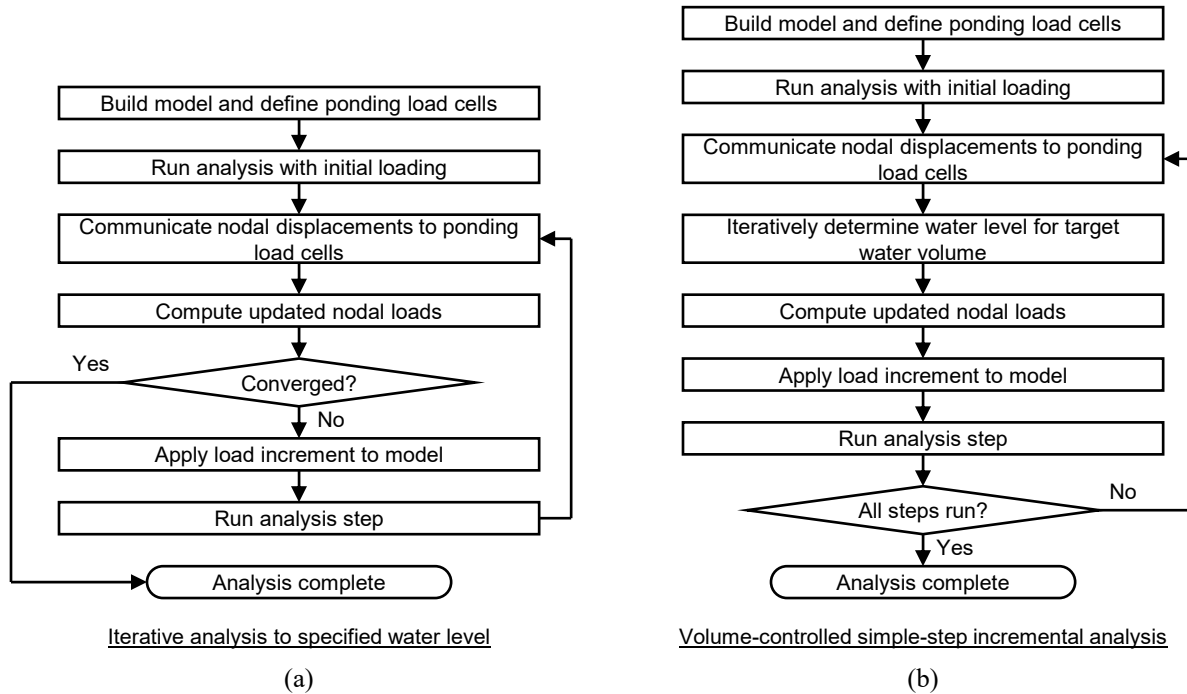 Build model and define ponding load cells
Run analysis with initial loading
Communicate nodal displacements to ponding
load cells
Compute updated nodal loads
Yes
Converged?
No
Apply load increment to model
Run analysis step
Analysis complete
Iterative analysis to specified water level
(a)
Build model and define ponding load cells
Run analysis with initial loading
Communicate nodal displacements to ponding
load cells
Iteratively determine water level for target
water volume
Compute updated nodal loads
Apply load increment to model
Run analysis step
No
All steps run?
Yes
Analysis complete
Volume-controlled simple-step incremental analysis
(b)